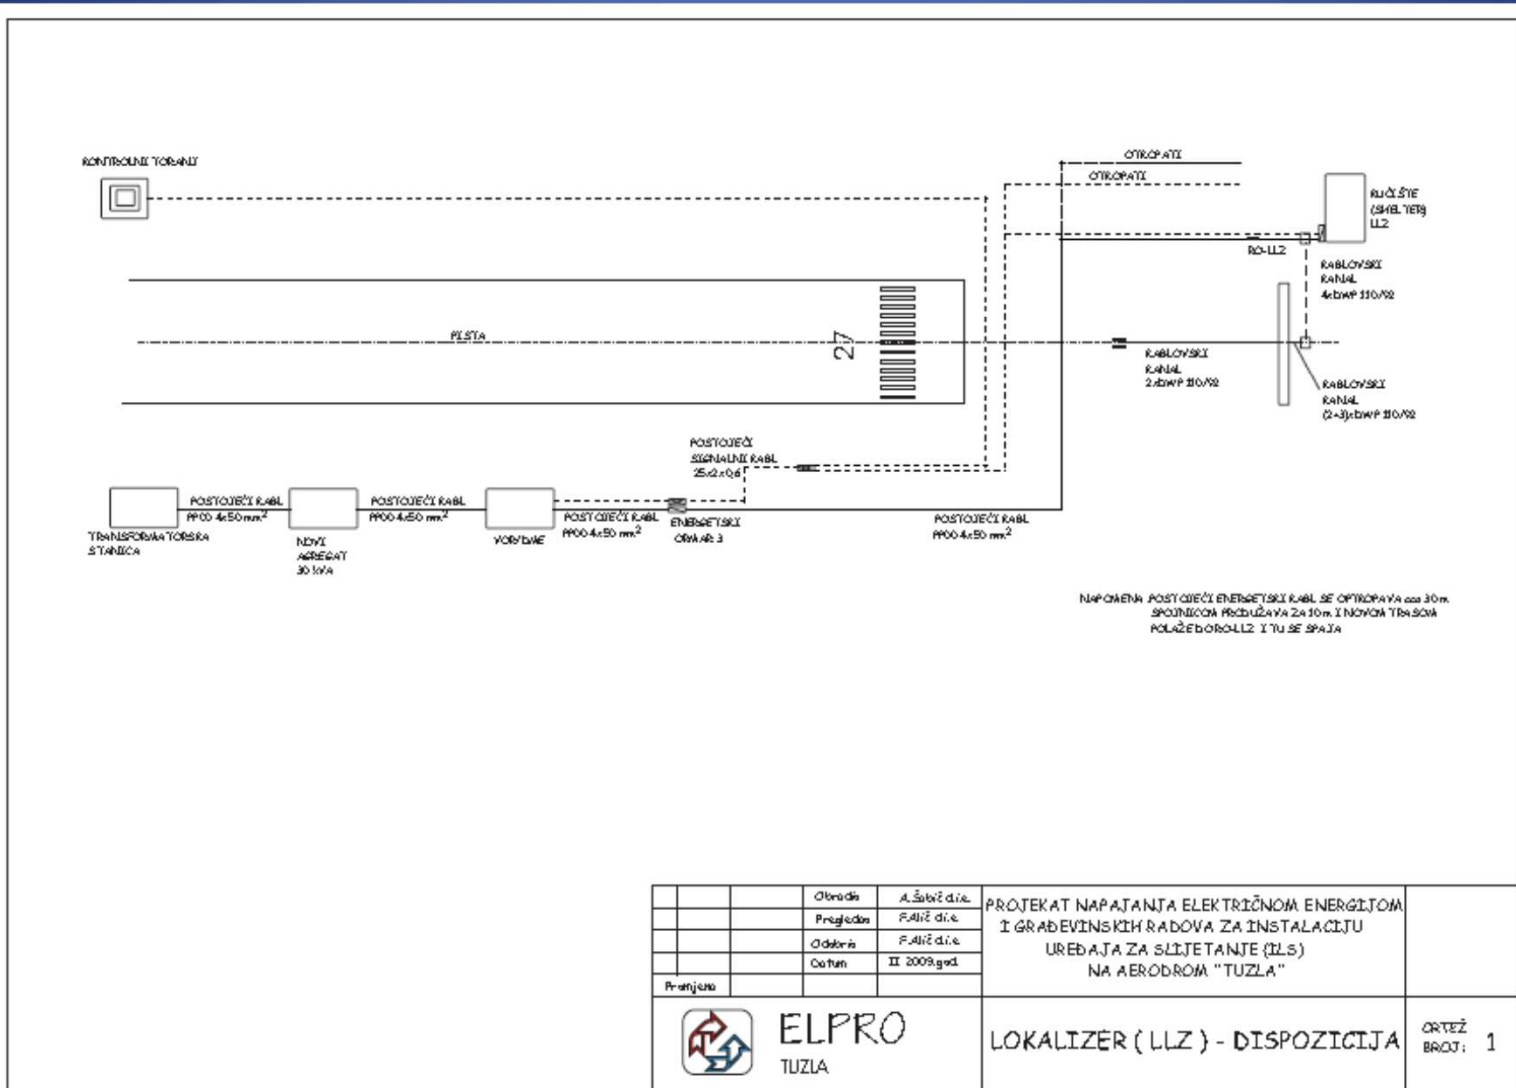 KONTROLNI TORANJ
OTKOPATI
OTKOPATI
KUĆIŠTE
(SHELTER)
LLZ
RO-LLZ
KABLOVSKI
KANAL
4xDWP 110/92
PISTA
27
KABLOVSKI
KANAL
2xDWP 110/92
KABLOVSKI
KANAL
(2+3)xDWP 110/92
POSTOJEĆI
SIGNALNI KABL
25x2x0,6
POSTOJEĆI KABL
PP00 4x50 mm²
POSTOJEĆI KABL
PP00 4x50 mm²
POSTOJEĆI KABL
PP00 4x50 mm²
ENERGETSKI
ORMAR 3
POSTOJEĆI KABL
PP00 4x50 mm²
TRANSFORMATORSKA
STANICA
NOVI
AGREGAT
30 kVA
VOR/DME
NAPOMENA POSTOJEĆI ENERGETSKI KABL SE OPTKOPAVA cca 30m
SPOJNICOM PRODUŽAVA ZA 10m I NOVOM TRASOM
POLAŽE DO RO-LLZ I TU SE SPAJA
Obradio A.Šabić d.i.e.
Pregledao F.Alić d.i.e.
Odobrio F.Alić d.i.e.
Datum II 2009.god.
Promjena
PROJEKAT NAPAJANJA ELEKTRIČNOM ENERGIJOM
I GRAĐEVINSKIH RADOVA ZA INSTALACIJU
UREĐAJA ZA SLIJETANJE (ILS)
NA AERODROM "TUZLA"
ELPRO
TUZLA
LOKALIZER ( LLZ ) - DISPOZICIJA
CRTEŽ
BROJ: 1